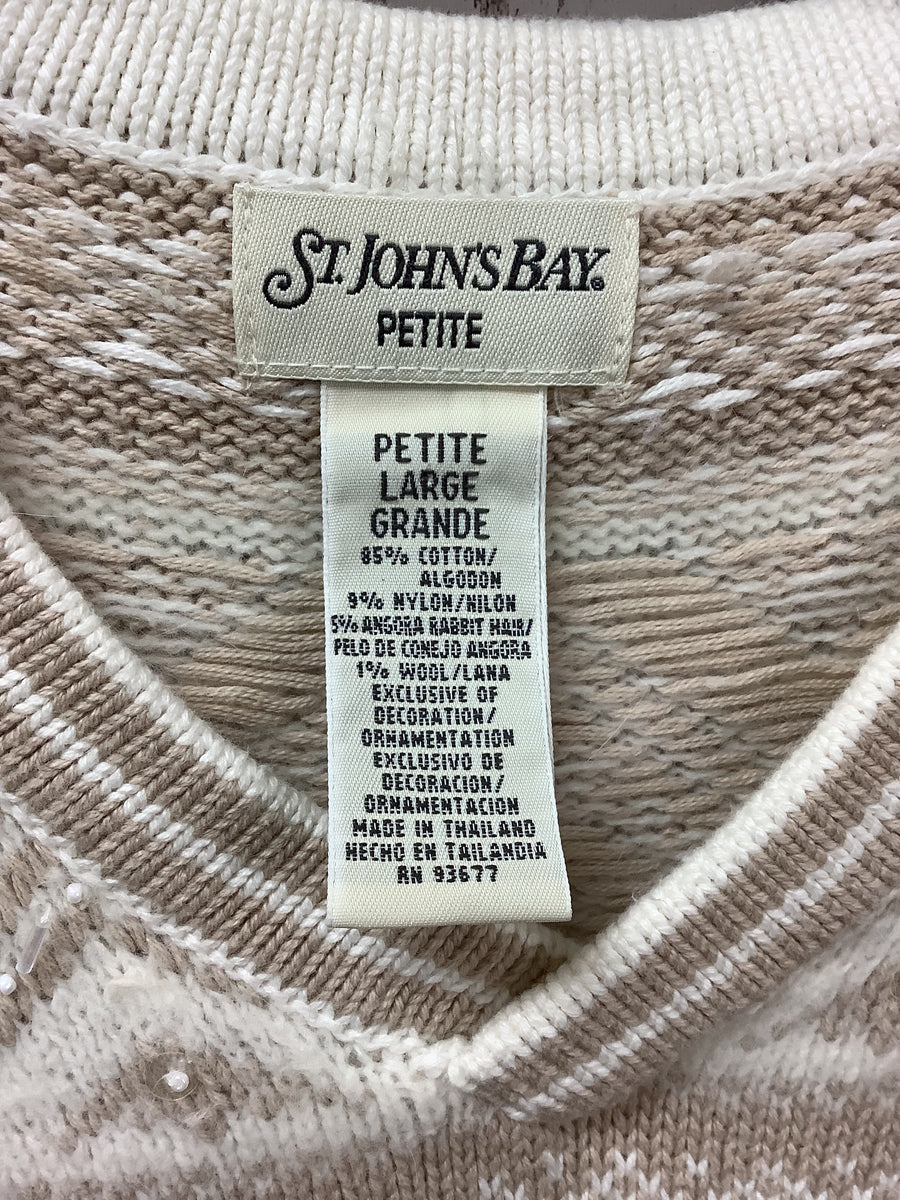 ST. JOHN'S BAY®
PETITE
PETITE
LARGE
GRANDE
85% COTTON/
ALGODON
9% NYLON/NILON
5% ANGORA RABBIT HAIR/
PELO DE CONEJO ANGORA
1% WOOL/LANA
EXCLUSIVE OF
DECORATION/
ORNAMENTATION
EXCLUSIVO DE
DECORACION/
ORNAMENTACION
MADE IN THAILAND
HECHO EN TAILANDIA
RN 93677